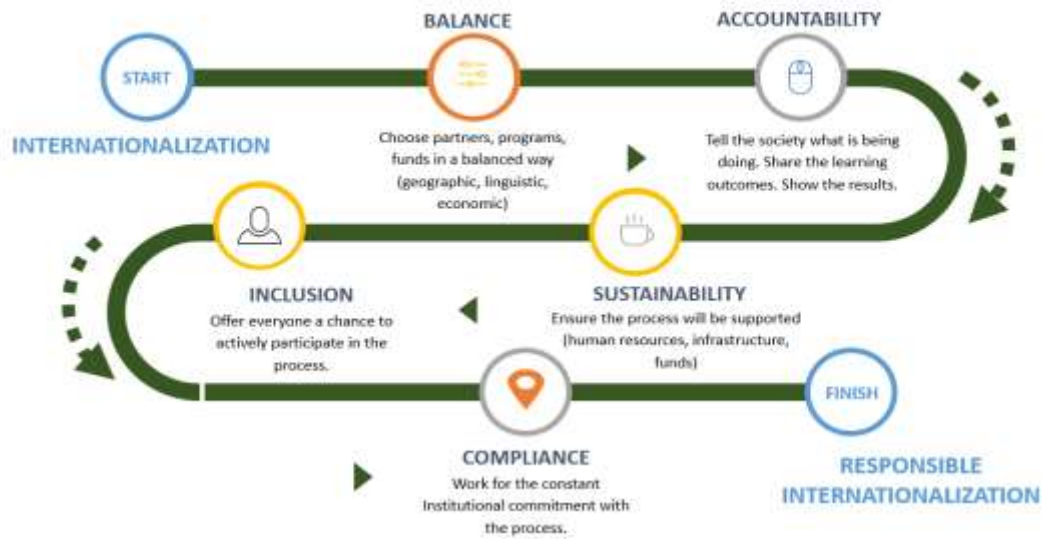 BALANCE
ACCOUNTABILITY
START
INTERNATIONALIZATION
Choose partners, programs,
funds in a balanced way
(geographic, linguistic,
economic)
Tell the society what is being
doing. Share the learning
outcomes. Show the results.
SUSTAINABILITY
Ensure the process will be supported
(human resources, infrastructure,
funds)
INCLUSION
Offer everyone a chance to
actively participate in the
process.
COMPLIANCE
Work for the constant
Institutional commitment with
the process.
FINISH
RESPONSIBLE
INTERNATIONALIZATION